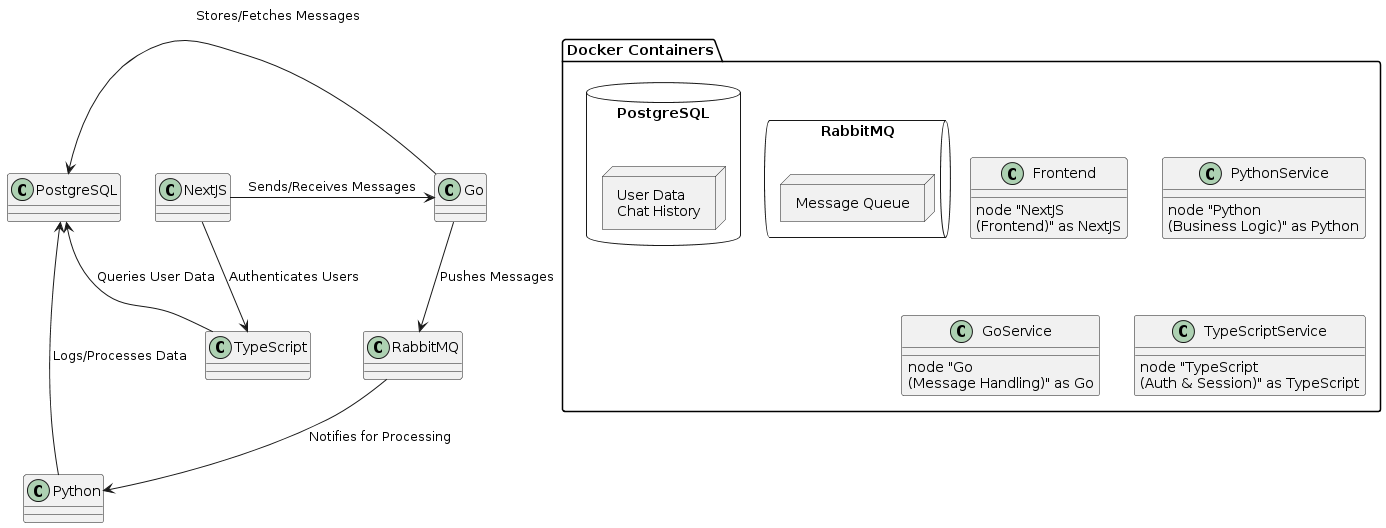 Stores/Fetches Messages
Docker Containers
PostgreSQL
User Data
Chat History
RabbitMQ
Message Queue
C Frontend
node "NextJS
(Frontend)" as NextJS
C PythonService
node "Python
(Business Logic)" as Python
C PostgreSQL
C NextJS
Sends/Receives Messages
C Go
Queries User Data
Authenticates Users
Pushes Messages
C GoService
node "Go
(Message Handling)" as Go
C TypeScriptService
node "TypeScript
(Auth & Session)" as TypeScript
C TypeScript
C RabbitMQ
Logs/Processes Data
Notifies for Processing
C Python